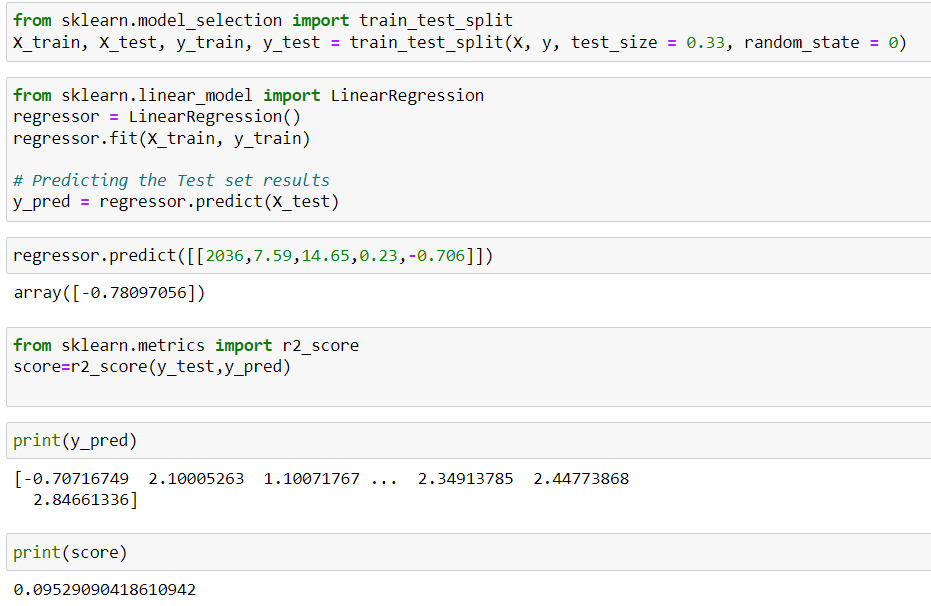 from sklearn.model_selection import train_test_split
X_train, X_test, y_train, y_test = train_test_split(X, y, test_size = 0.33, random_state = 0)
from sklearn.linear_model import LinearRegression
regressor = LinearRegression()
regressor.fit(X_train, y_train)
# Predicting the Test set results
y_pred = regressor.predict(X_test)
regressor.predict([[2036,7.59,14.65,0.23,-0.706]])
array([-0.78097056])
from sklearn.metrics import r2_score
score=r2_score(y_test,y_pred)
print(y_pred)
[-0.70716749  2.10005263  1.10071767 ...  2.34913785  2.44773868
  2.84661336]
print(score)
0.09529090418610942